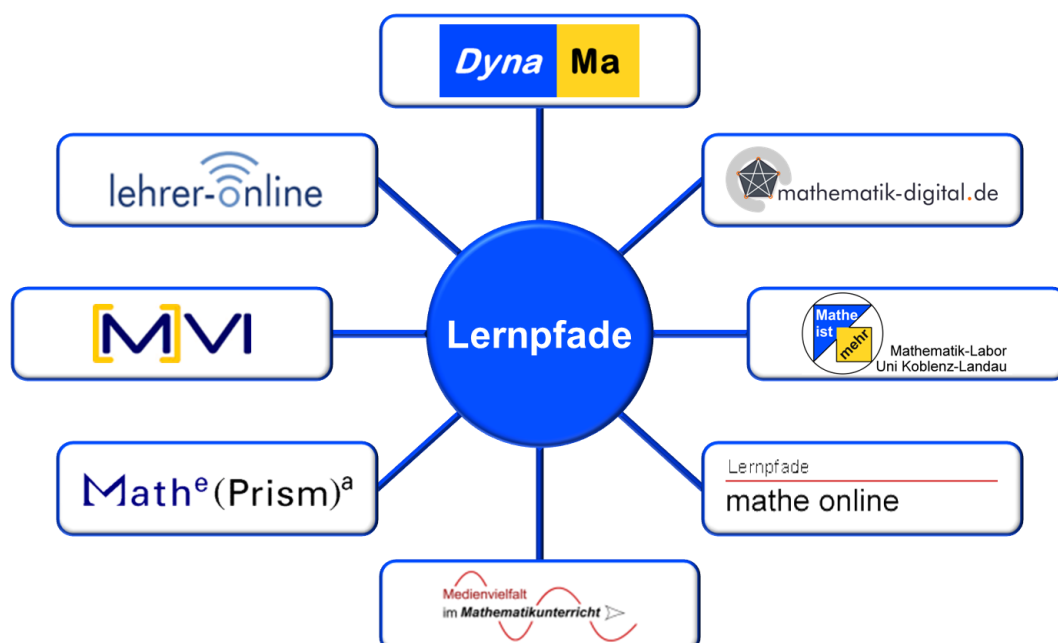 Dyna Ma
lehrer-online
mathematik-digital.de
[M]VI
Lernpfade
Mathe
ist
mehr
Mathematik-Labor
Uni Koblenz-Landau
Mathe(Prism)a
Lernpfade
mathe online
Medienvielfalt
im Mathematikunterricht